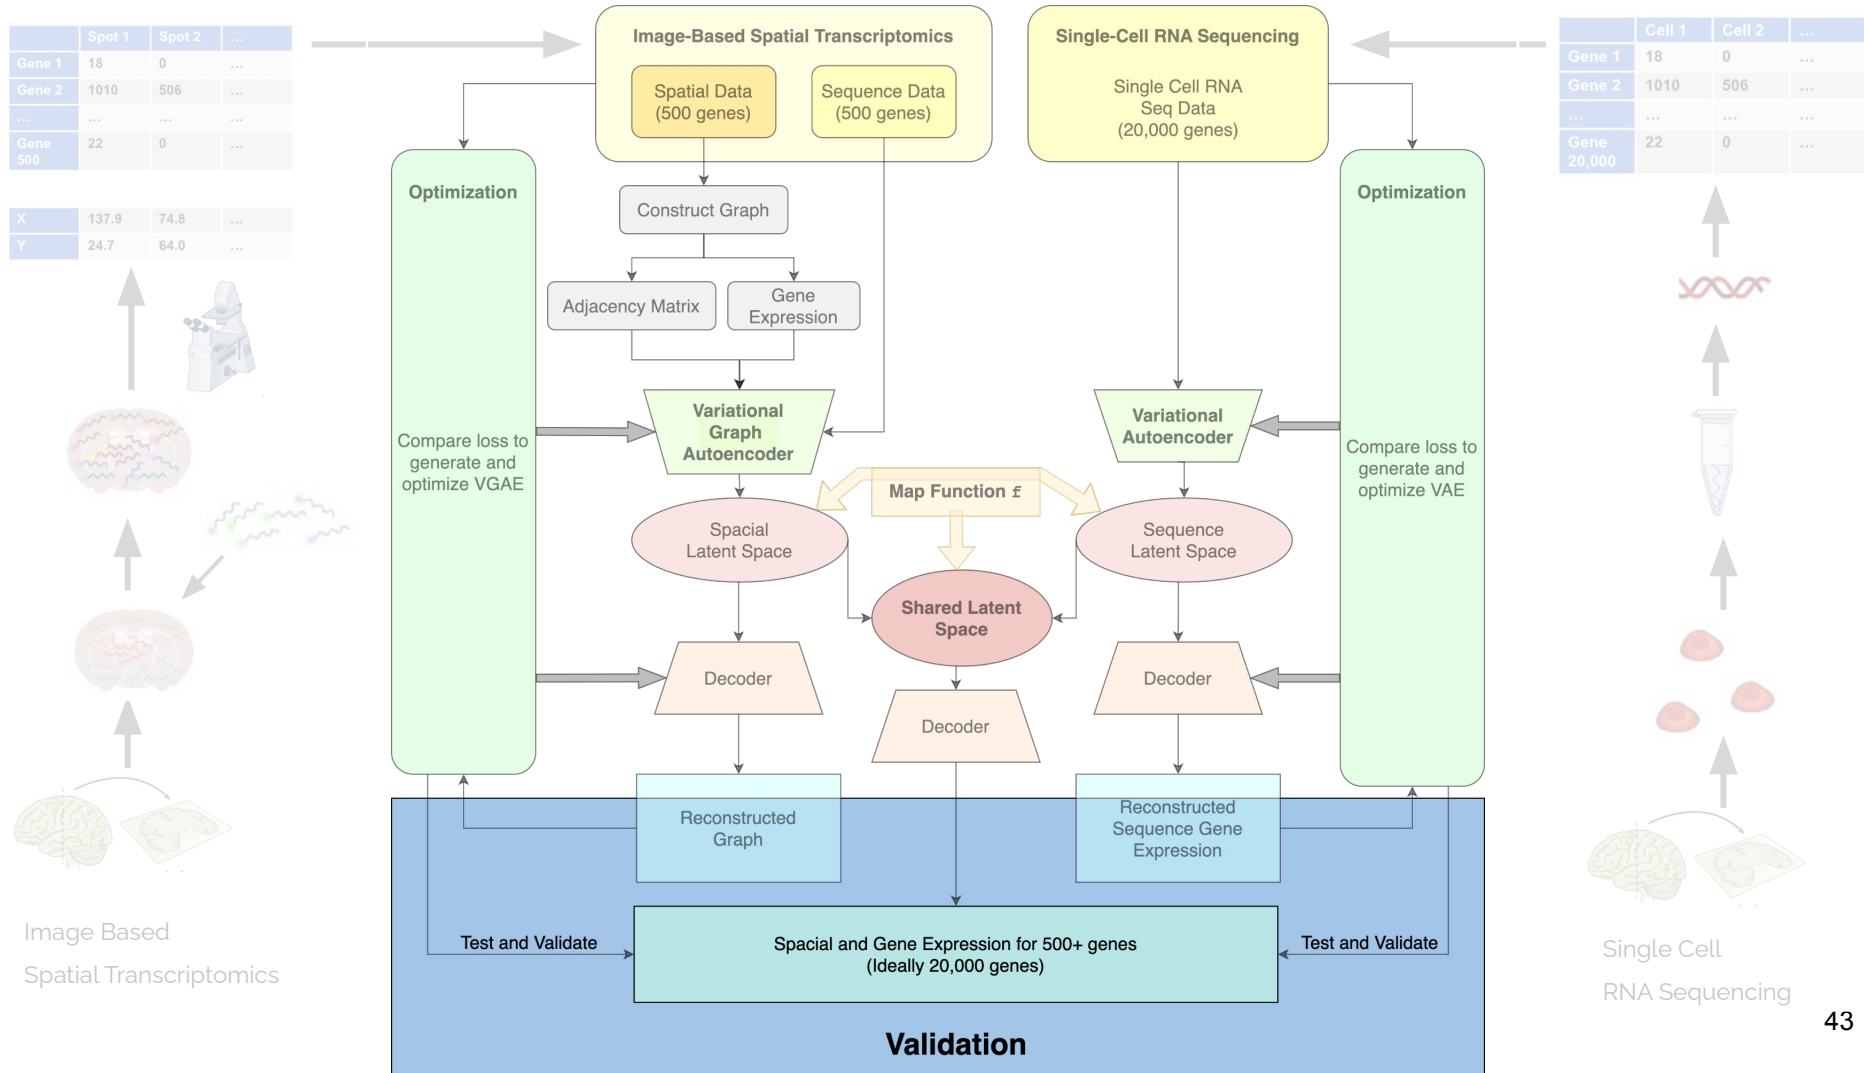 Spot 1 Spot 2 ...
Gene 1 18 0 ...
Gene 2 1010 506 ...
... ... ... ...
Gene 500 22 0 ...
X 137.9 74.8 ...
Y 24.7 64.0 ...
Image Based
Spatial Transcriptomics
Image-Based Spatial Transcriptomics
Spatial Data
(500 genes)
Sequence Data
(500 genes)
Single-Cell RNA Sequencing
Single Cell RNA
Seq Data
(20,000 genes)
Optimization
Compare loss to
generate and
optimize VGAE
Construct Graph
Adjacency Matrix
Gene
Expression
Variational
Graph
Autoencoder
Variational
Autoencoder
Optimization
Compare loss to
generate and
optimize VAE
Map Function f
Spacial
Latent Space
Sequence
Latent Space
Shared Latent
Space
Decoder
Decoder
Decoder
Reconstructed
Graph
Reconstructed
Sequence Gene
Expression
Test and Validate
Spacial and Gene Expression for 500+ genes
(Ideally 20,000 genes)
Test and Validate
Validation
Cell 1 Cell 2 ...
Gene 1 18 0 ...
Gene 2 1010 506 ...
... ... ... ...
Gene 20,000 22 0 ...
Single Cell
RNA Sequencing
43